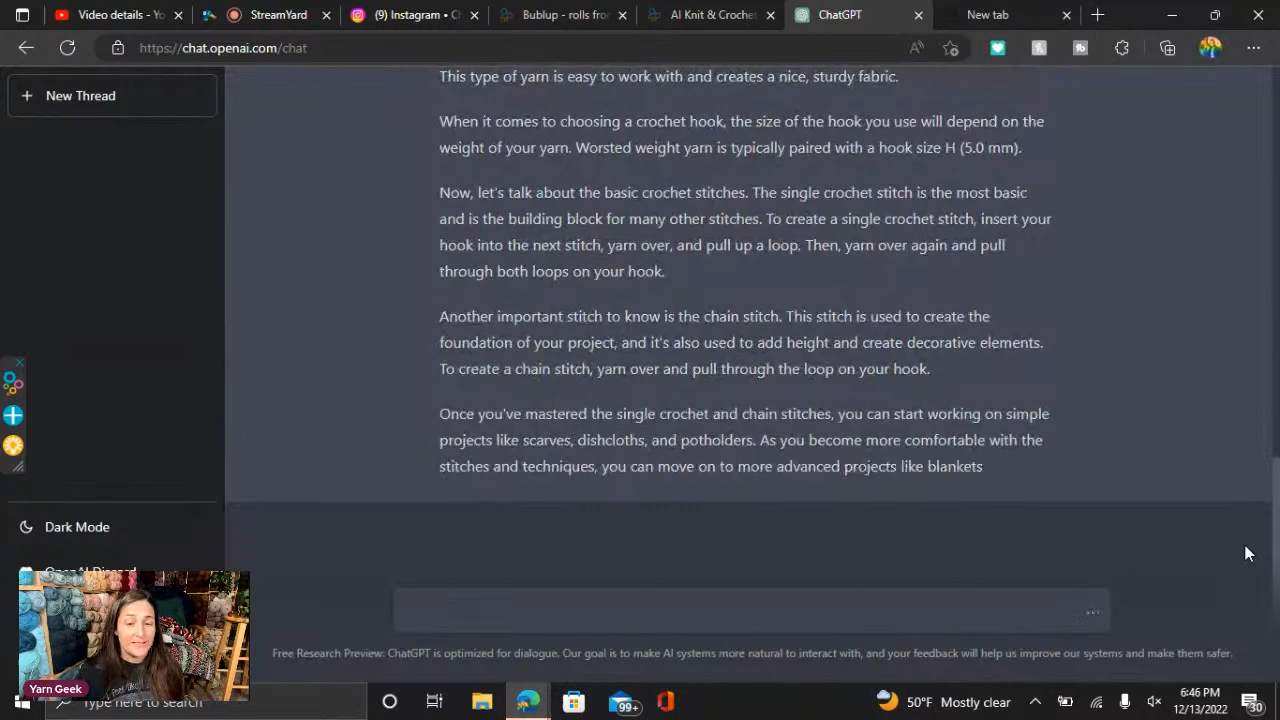 Video details - Yo
StreamYard
(9) Instagram • Ch
Bublup - rolls fro
AI Knit & Crochet
ChatGPT
New tab
https://chat.openai.com/chat
New Thread
This type of yarn is easy to work with and creates a nice, sturdy fabric.
When it comes to choosing a crochet hook, the size of the hook you use will depend on the
weight of your yarn. Worsted weight yarn is typically paired with a hook size H (5.0 mm).
Now, let's talk about the basic crochet stitches. The single crochet stitch is the most basic
and is the building block for many other stitches. To create a single crochet stitch, insert your
hook into the next stitch, yarn over, and pull up a loop. Then, yarn over again and pull
through both loops on your hook.
Another important stitch to know is the chain stitch. This stitch is used to create the
foundation of your project, and it's also used to add height and create decorative elements.
To create a chain stitch, yarn over and pull through the loop on your hook.
Once you've mastered the single crochet and chain stitches, you can start working on simple
projects like scarves, dishcloths, and potholders. As you become more comfortable with the
stitches and techniques, you can move on to more advanced projects like blankets
Dark Mode
OpenAI Discord
Free Research Preview: ChatGPT is optimized for dialogue. Our goal is to make AI systems more natural to interact with, and your feedback will help us improve our systems and make them safer.
Yarn Geek
Type here to search
99+
50°F Mostly clear
6:46 PM
12/13/2022
30